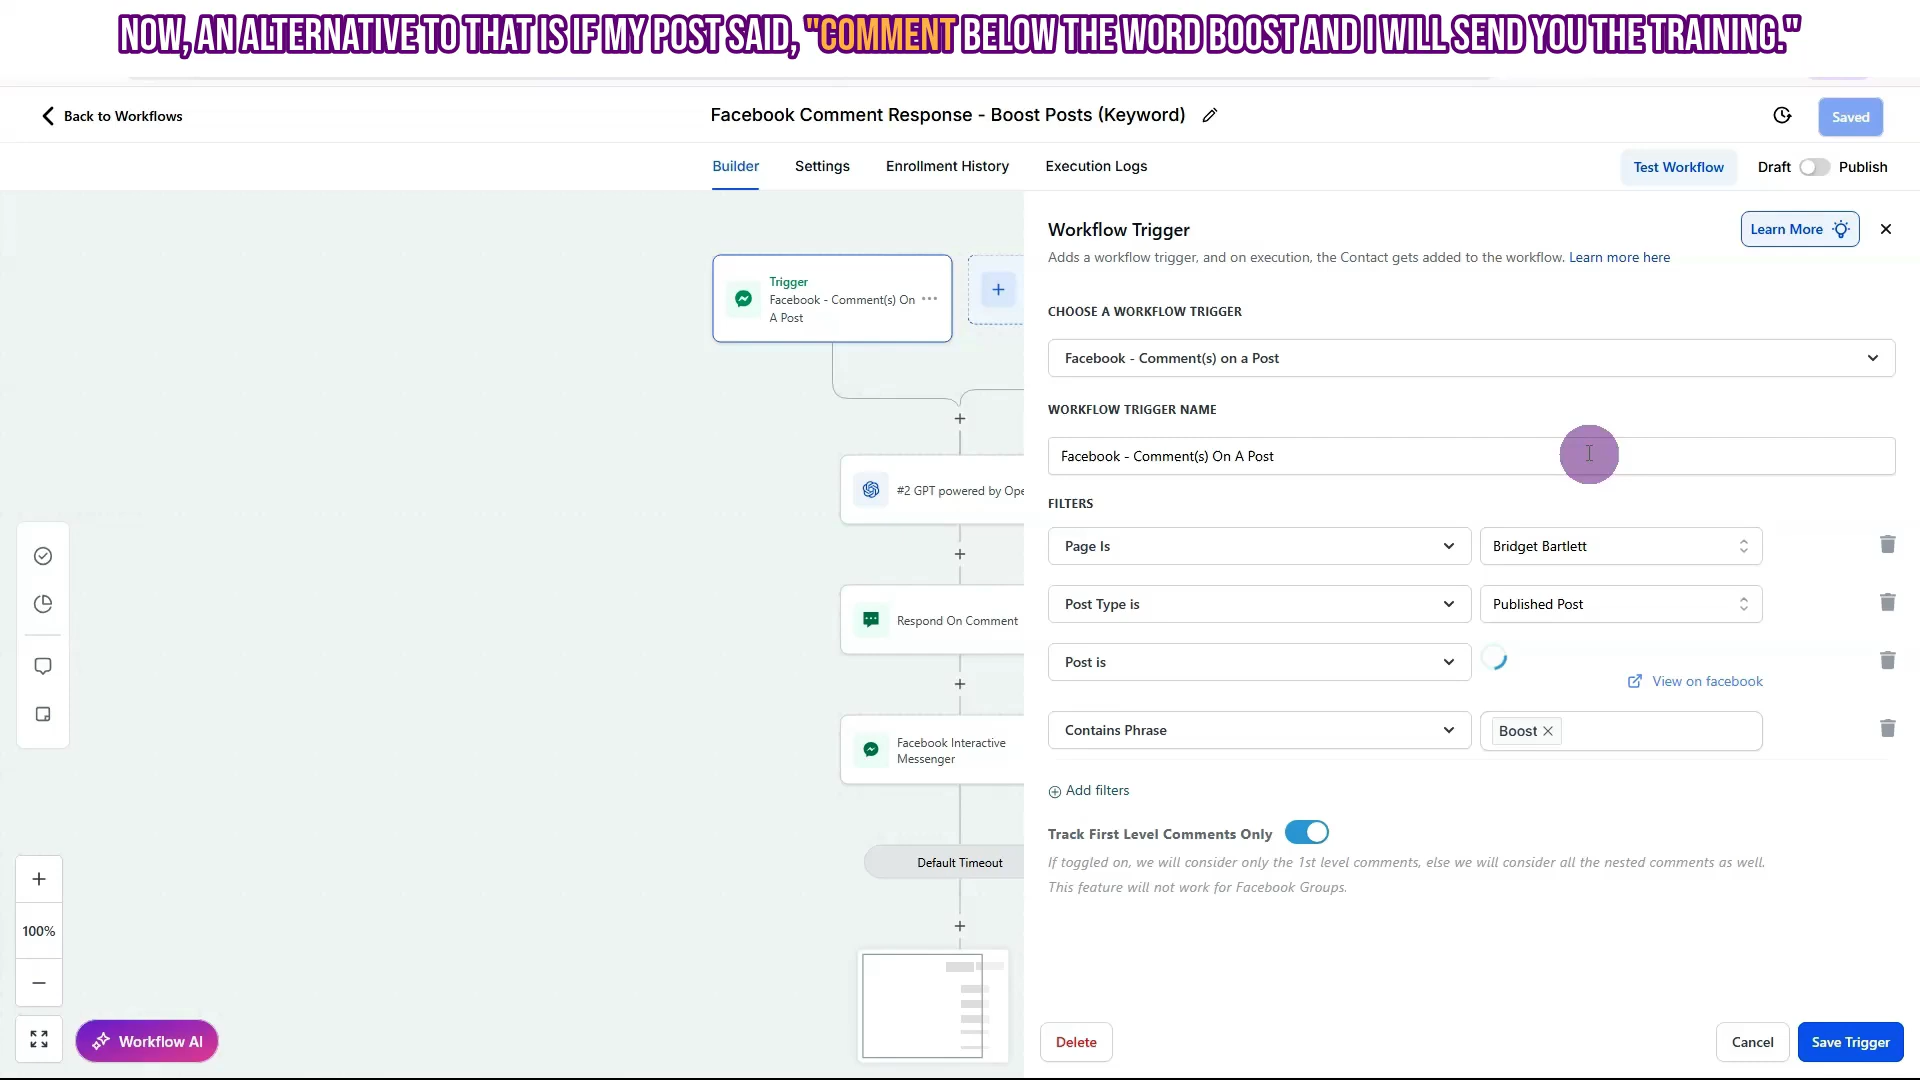 NOW, AN ALTERNATIVE TO THAT IS IF MY POST SAID, "COMMENT BELOW THE WORD BOOST AND I WILL SEND YOU THE TRAINING."
Back to Workflows
Facebook Comment Response - Boost Posts (Keyword)
Saved
Builder
Settings
Enrollment History
Execution Logs
Test Workflow
Draft
Publish
Trigger
Facebook - Comment(s) On
A Post
#2 GPT powered by Ope
Respond On Comment
Facebook Interactive
Messenger
Default Timeout
100%
Workflow AI
Workflow Trigger
Learn More
Adds a workflow trigger, and on execution, the Contact gets added to the workflow. Learn more here
CHOOSE A WORKFLOW TRIGGER
Facebook - Comment(s) on a Post
WORKFLOW TRIGGER NAME
Facebook - Comment(s) On A Post
FILTERS
Page Is
Bridget Bartlett
Post Type is
Published Post
Post is
View on facebook
Contains Phrase
Boost
Add filters
Track First Level Comments Only
If toggled on, we will consider only the 1st level comments, else we will consider all the nested comments as well.
This feature will not work for Facebook Groups.
Delete
Cancel
Save Trigger